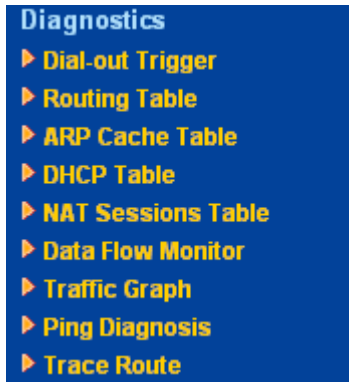 Diagnostics
Dial-out Trigger
Routing Table
ARP Cache Table
DHCP Table
NAT Sessions Table
Data Flow Monitor
Traffic Graph
Ping Diagnosis
Trace Route